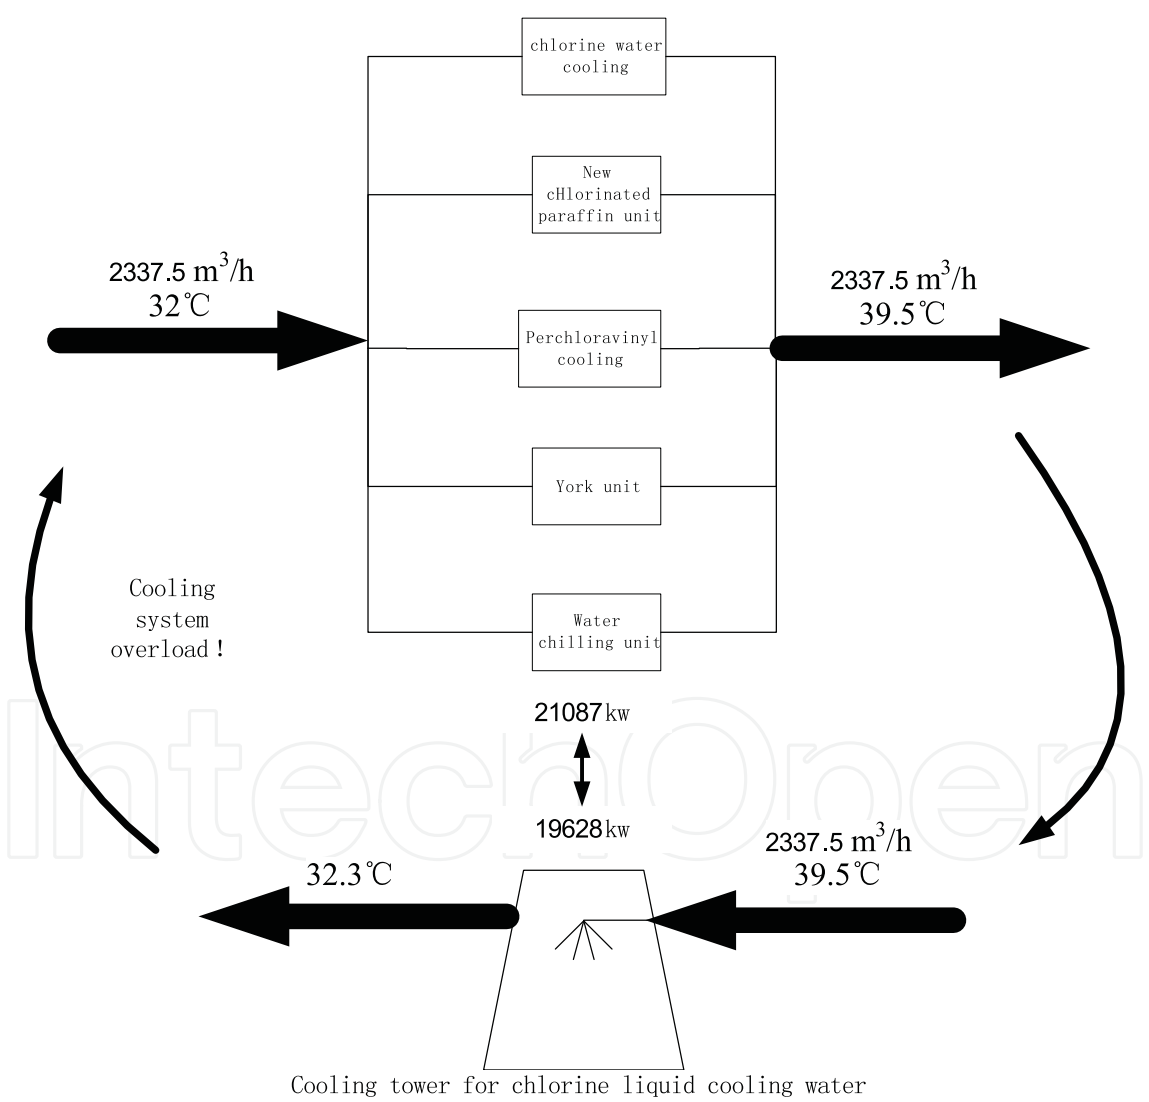 chlorine water
cooling
New
cHlorinated
paraffin unit
2337.5 m³/h
32℃
2337.5 m³/h
39.5℃
Perchloravinyl
cooling
York unit
Cooling
system
overload！
Water
chilling unit
21087kw
19628kw
2337.5 m³/h
39.5℃
32.3℃
IntechOpen
Cooling tower for chlorine liquid cooling water